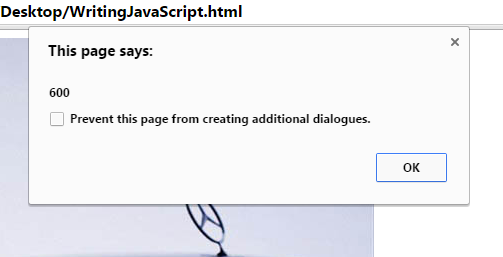 Desktop/WritingJavaScript.html
This page says:
600
Prevent this page from creating additional dialogues.
OK